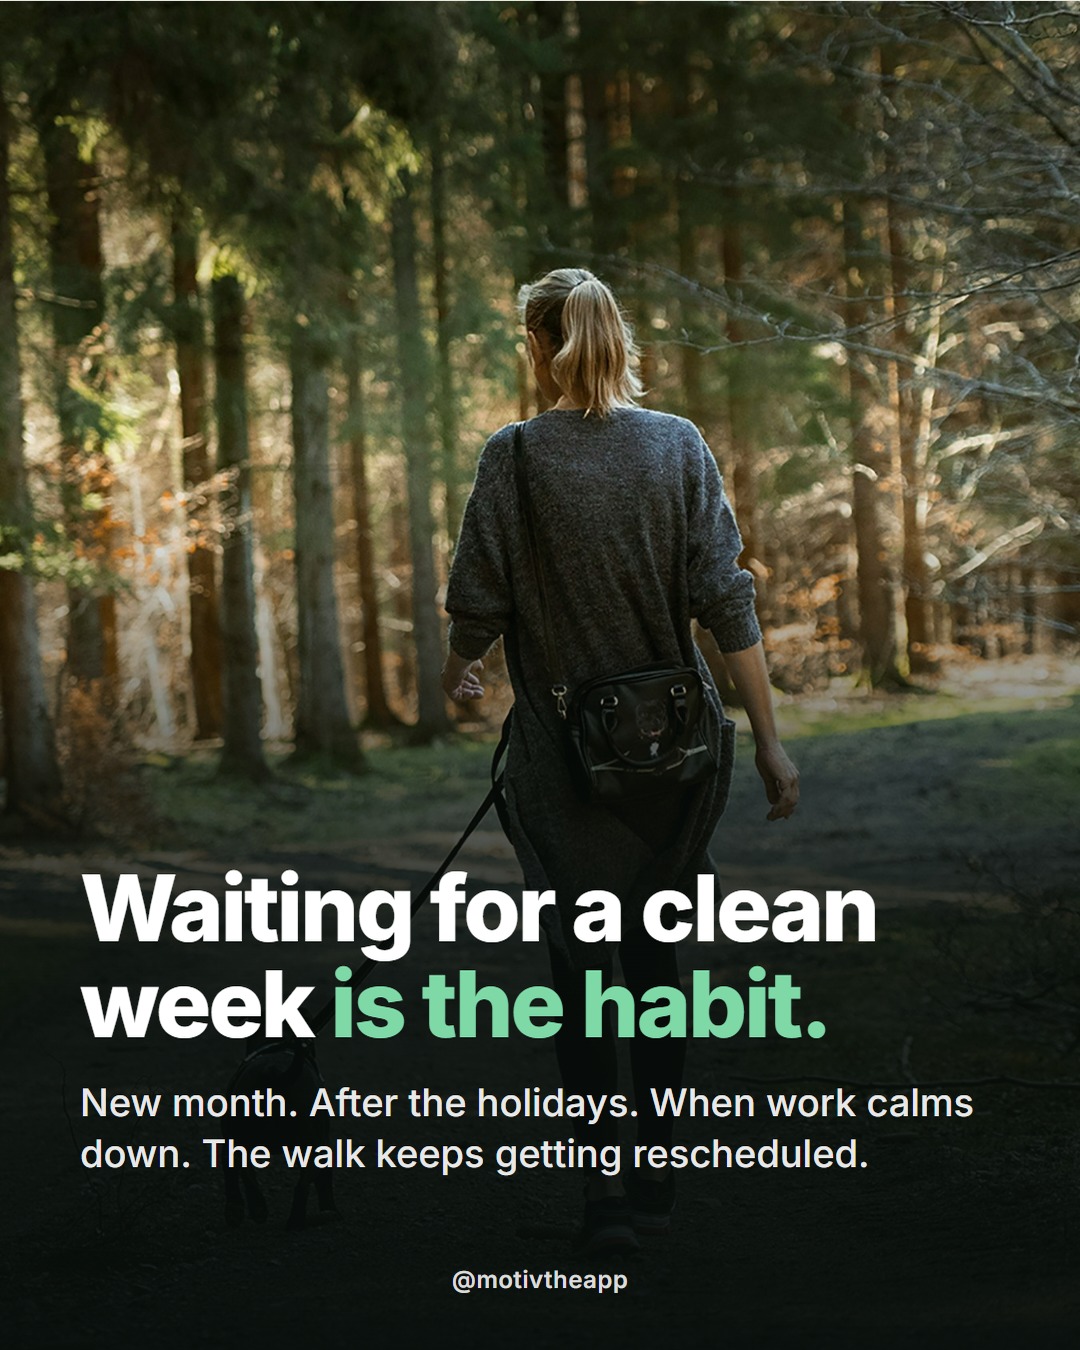 Waiting for a clean
week is the habit.
New month. After the holidays. When work calms
down. The walk keeps getting rescheduled.
@motivtheapp